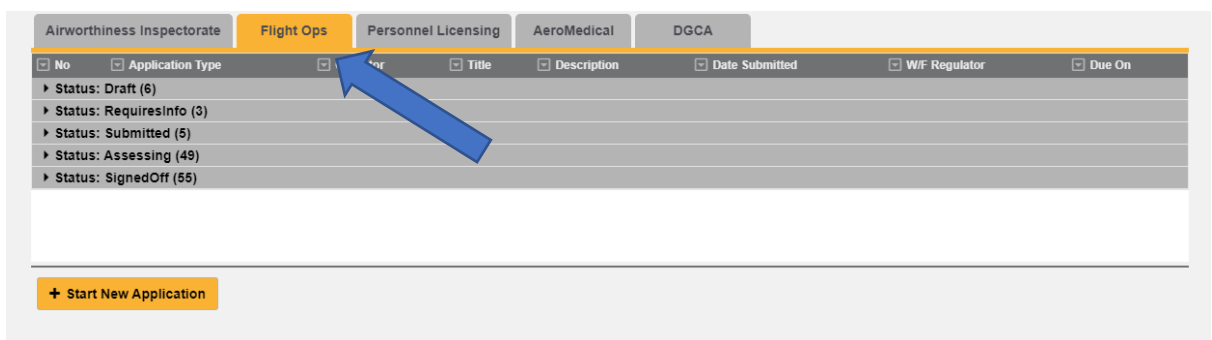 Airworthiness Inspectorate Flight Ops Personnel Licensing AeroMedical DGCA
No Application Type Title Description Date Submitted W/F Regulator Due On
Status: Draft (6)
Status: RequiresInfo (3)
Status: Submitted (5)
Status: Assessing (49)
Status: SignedOff (55)
+ Start New Application